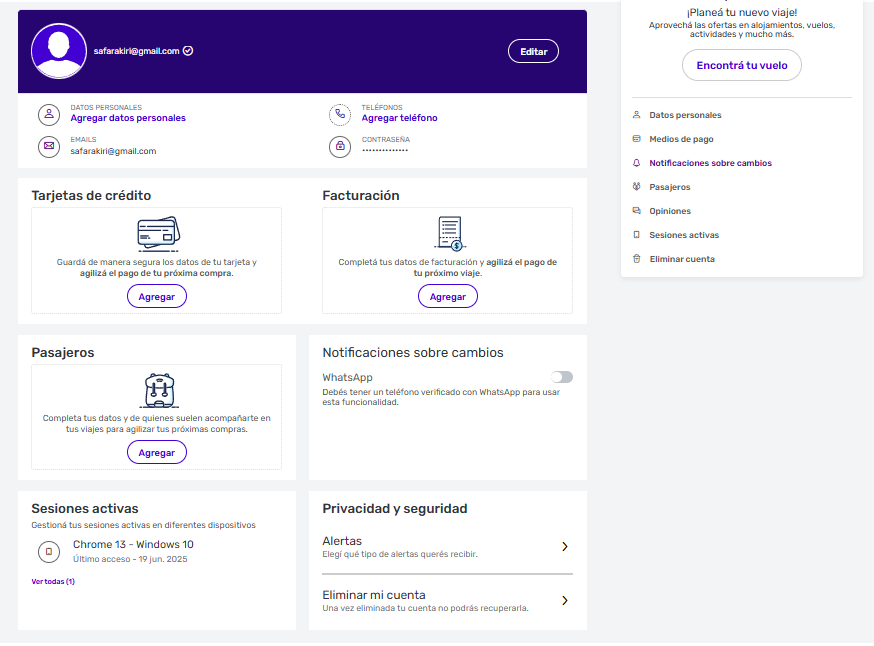 safarakiri@gmail.com
Editar
DATOS PERSONALES
Agregar datos personales
TELÉFONOS
Agregar teléfono
EMAILS
safarakiri@gmail.com
CONTRASEÑA
••••••••••••••
Tarjetas de crédito
Guardá de manera segura los datos de tu tarjeta y
agilizá el pago de tu próxima compra.
Agregar
Facturación
Completá tus datos de facturación y agilizá el pago de
tu próximo viaje.
Agregar
Pasajeros
Completa tus datos y de quienes suelen acompañarte en
tus viajes para agilizar tus próximas compras.
Agregar
Notificaciones sobre cambios
WhatsApp
Debés tener un teléfono verificado con WhatsApp para usar
esta funcionalidad.
Sesiones activas
Gestioná tus sesiones activas en diferentes dispositivos
Chrome 13 - Windows 10
Último acceso - 19 jun. 2025
Ver todas (1)
Privacidad y seguridad
Alertas
Elegí qué tipo de alertas querés recibir.
Eliminar mi cuenta
Una vez eliminada tu cuenta no podrás recuperarla.
¡Planeá tu nuevo viaje!
Aprovechá las ofertas en alojamientos, vuelos,
actividades y mucho más.
Encontrá tu vuelo
Datos personales
Medios de pago
Notificaciones sobre cambios
Pasajeros
Opiniones
Sesiones activas
Eliminar cuenta